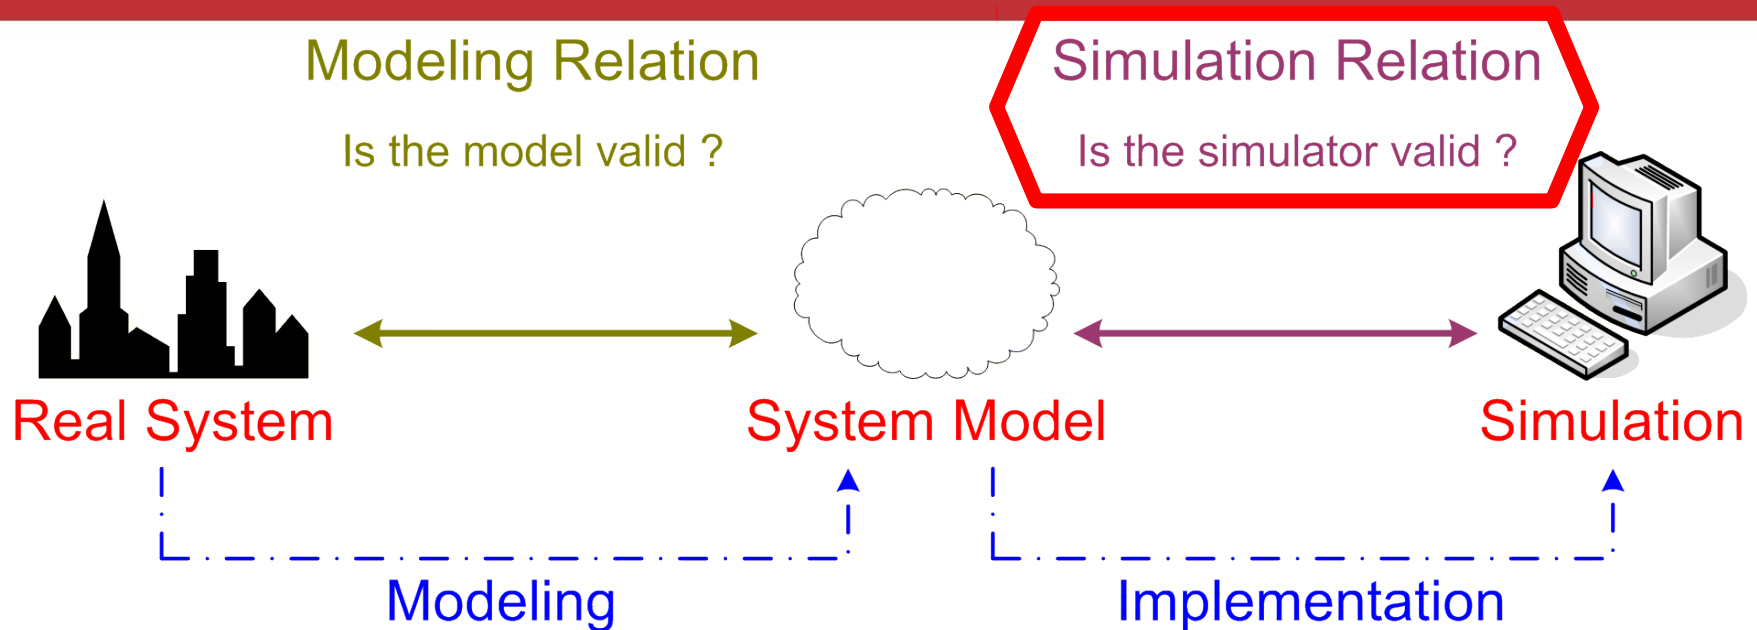 Modeling Relation
Simulation Relation
Is the model valid ?
Is the simulator valid ?
Real System
System Model
Simulation
Modeling
Implementation